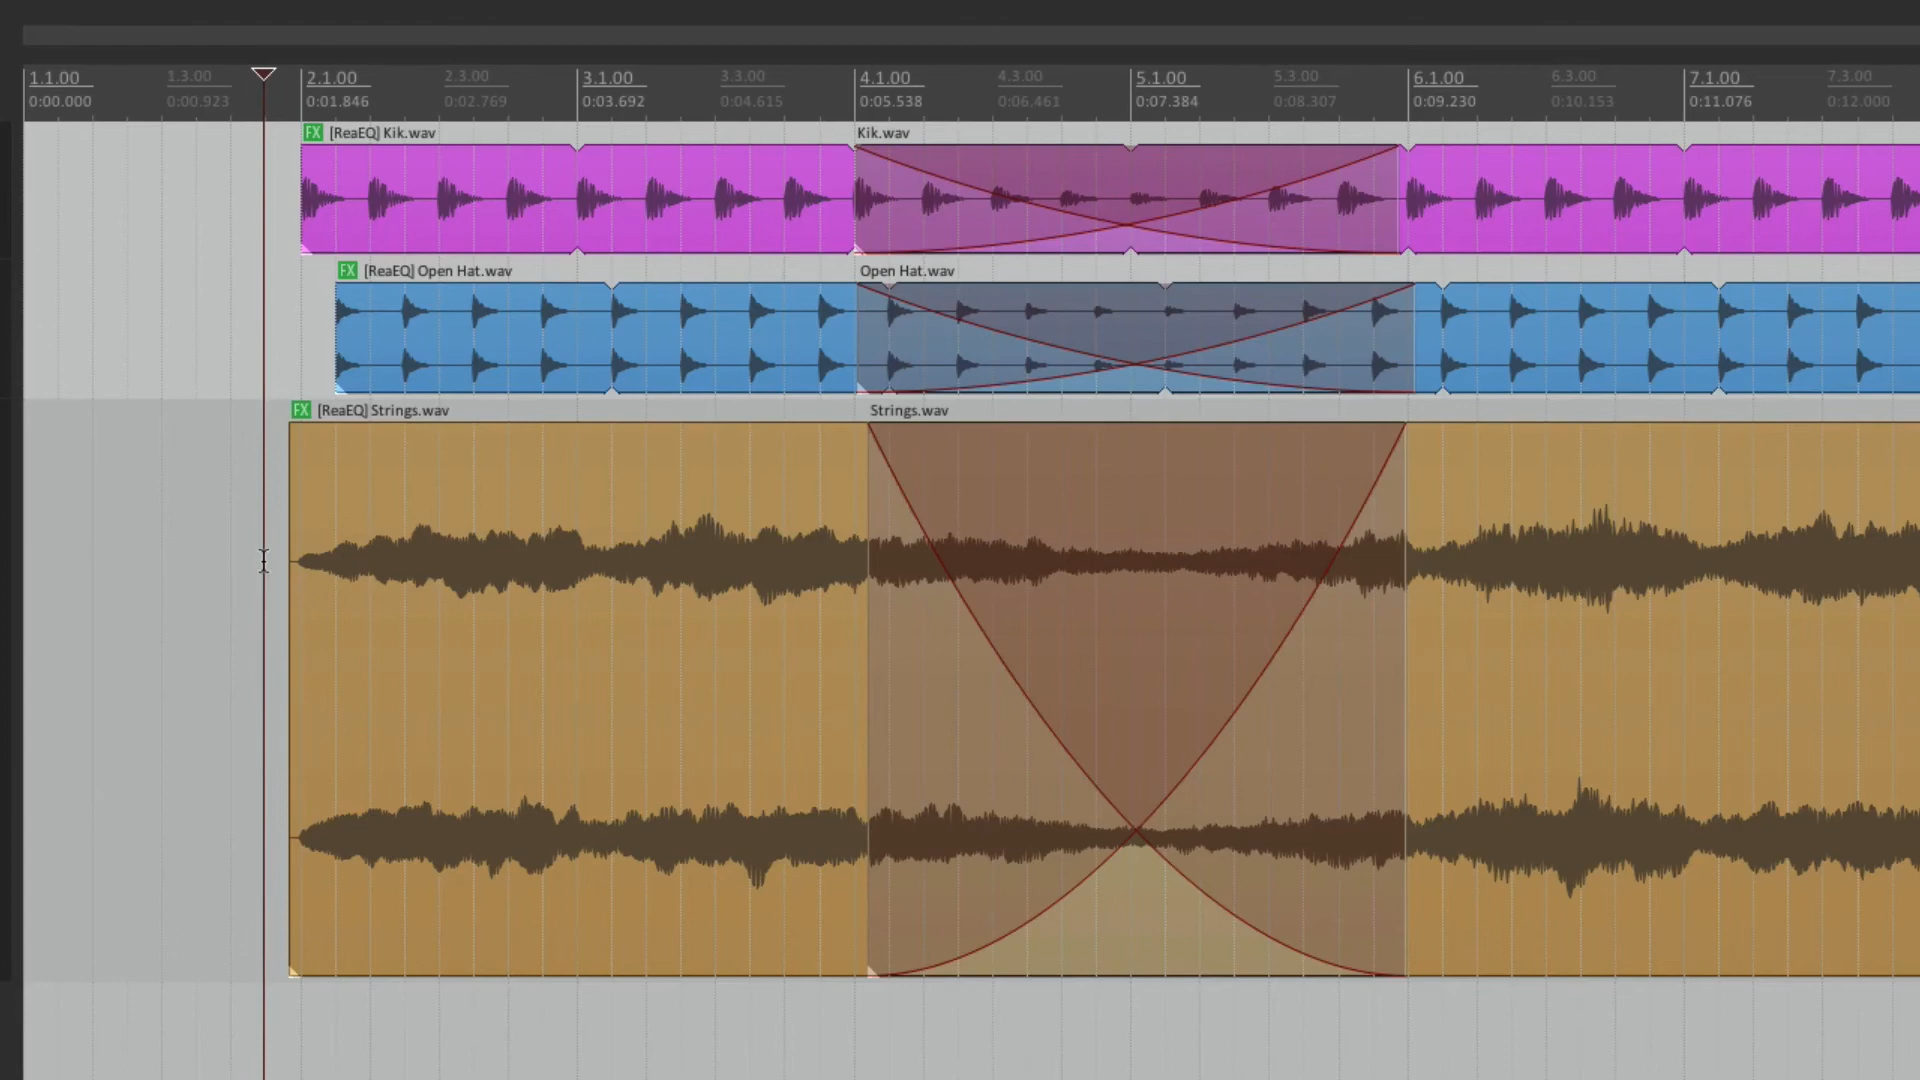 1.1.00 1.3.00 2.1.00 2.3.00 3.1.00 3.3.00 4.1.00 4.3.00 5.1.00 5.3.00 6.1.00 6.3.00 7.1.00 7.3.00
0:00.000 0:00.923 0:01.846 0:02.769 0:03.692 0:04.615 0:05.538 0:06.461 0:07.384 0:08.307 0:09.230 0:10.153 0:11.076 0:12.000
FX [ReaEQ] Kik.wav Kik.wav
FX [ReaEQ] Open Hat.wav Open Hat.wav
FX [ReaEQ] Strings.wav Strings.wav